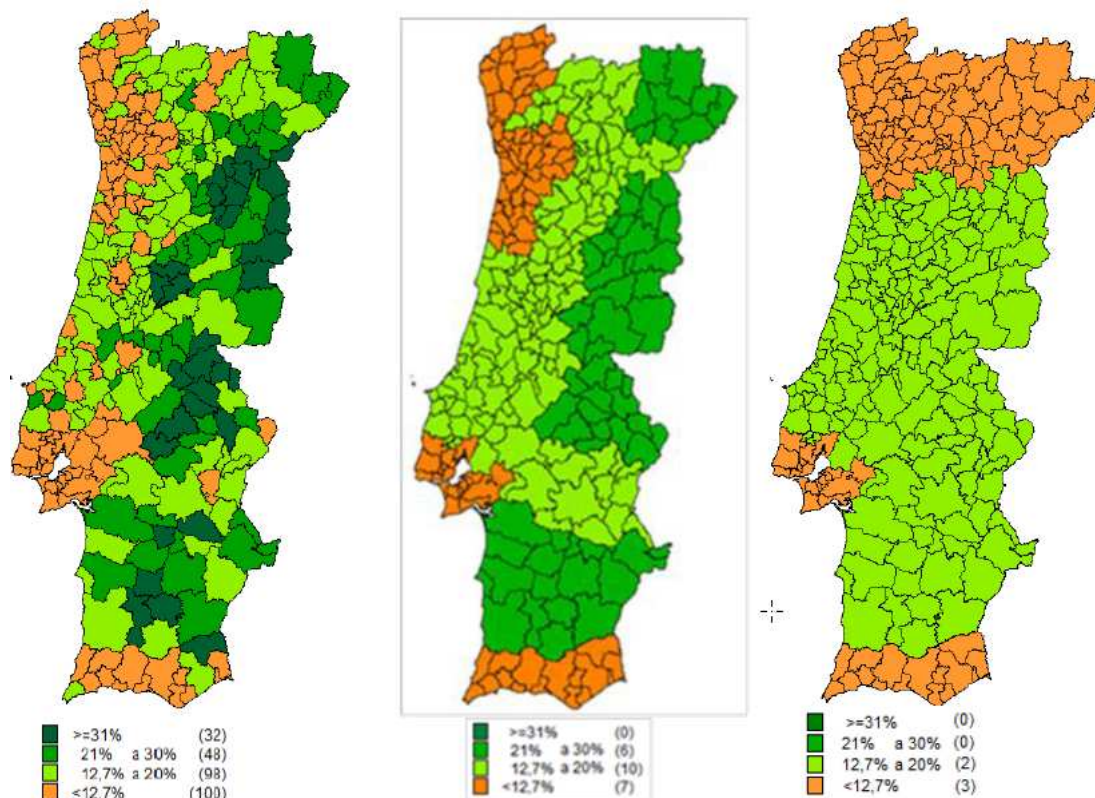 >=31% (32)
21% a 30% (48)
12,7% a 20% (98)
<12,7% (100)
>=31% (0)
21% a 30% (6)
12,7% a 20% (10)
<12,7% (7)
>=31% (0)
21% a 30% (0)
12,7% a 20% (2)
<12,7% (3)